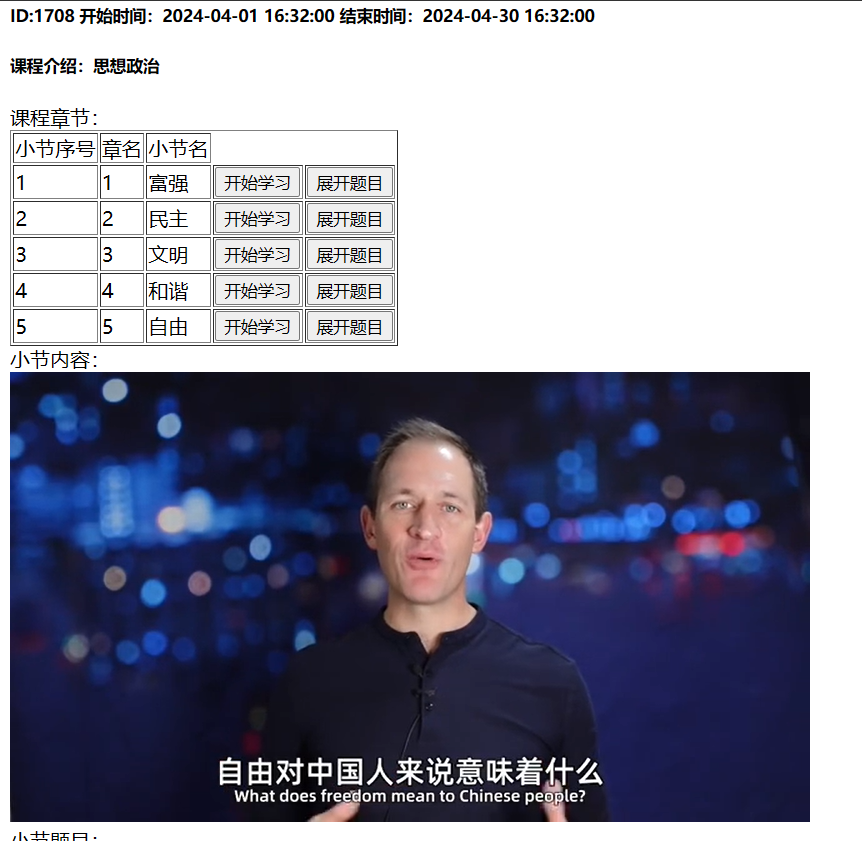 ID:1708 开始时间：2024-04-01 16:32:00 结束时间：2024-04-30 16:32:00
课程介绍：思想政治
课程章节：
小节序号 章名 小节名
1 1 富强 开始学习 展开题目
2 2 民主 开始学习 展开题目
3 3 文明 开始学习 展开题目
4 4 和谐 开始学习 展开题目
5 5 自由 开始学习 展开题目
小节内容：
自由对中国人来说意味着什么
What does freedom mean to Chinese people?
小节题目：